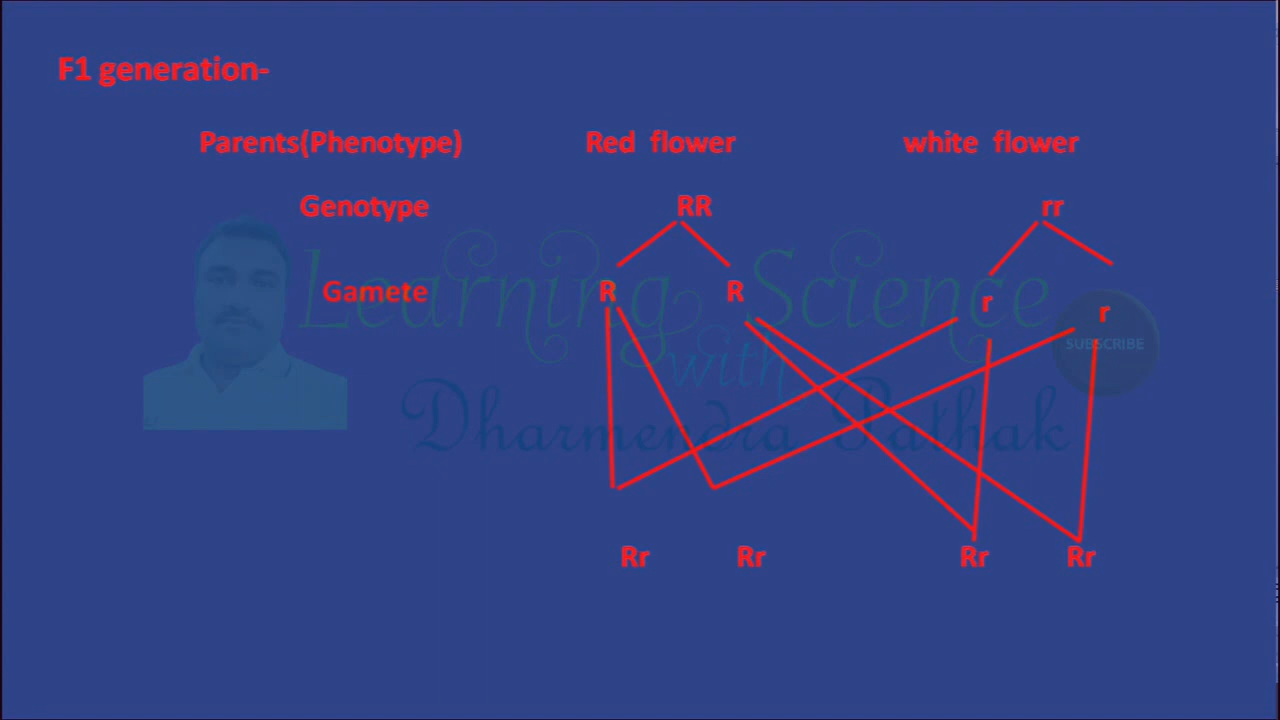 F1 generation-
Parents(Phenotype) Red flower white flower
Genotype RR rr
Gamete R R r r
Learning Science
with
SUBSCRIBE
Dharmendra Pathak
Rr Rr Rr Rr